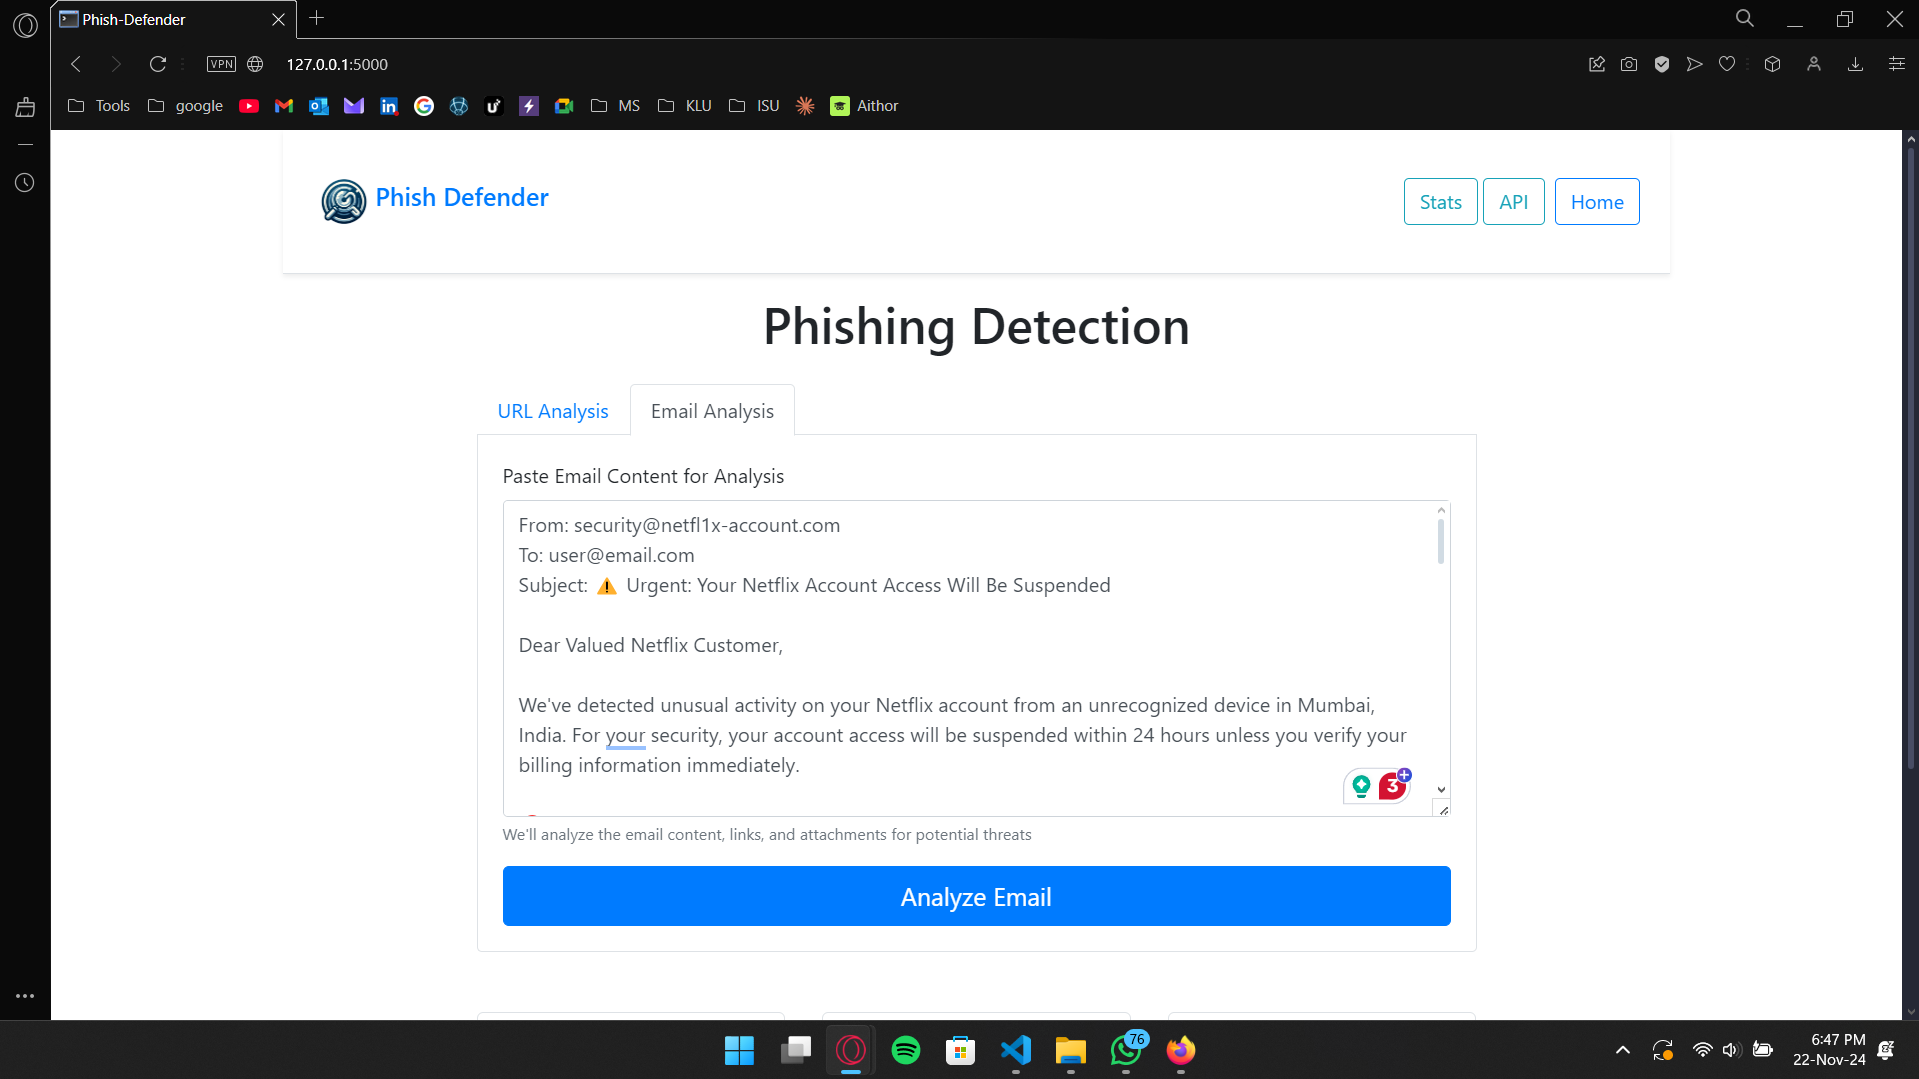 Phish-Defender
VPN
127.0.0.1:5000
Tools
google
MS
KLU
ISU
Aithor
Phish Defender
Stats
API
Home
Phishing Detection
URL Analysis
Email Analysis
Paste Email Content for Analysis
From: security@netfl1x-account.com
To: user@email.com
Subject: ⚠️ Urgent: Your Netflix Account Access Will Be Suspended
Dear Valued Netflix Customer,
We've detected unusual activity on your Netflix account from an unrecognized device in Mumbai,
India. For your security, your account access will be suspended within 24 hours unless you verify your
billing information immediately.
3
We'll analyze the email content, links, and attachments for potential threats
Analyze Email
76
6:47 PM
22-Nov-24